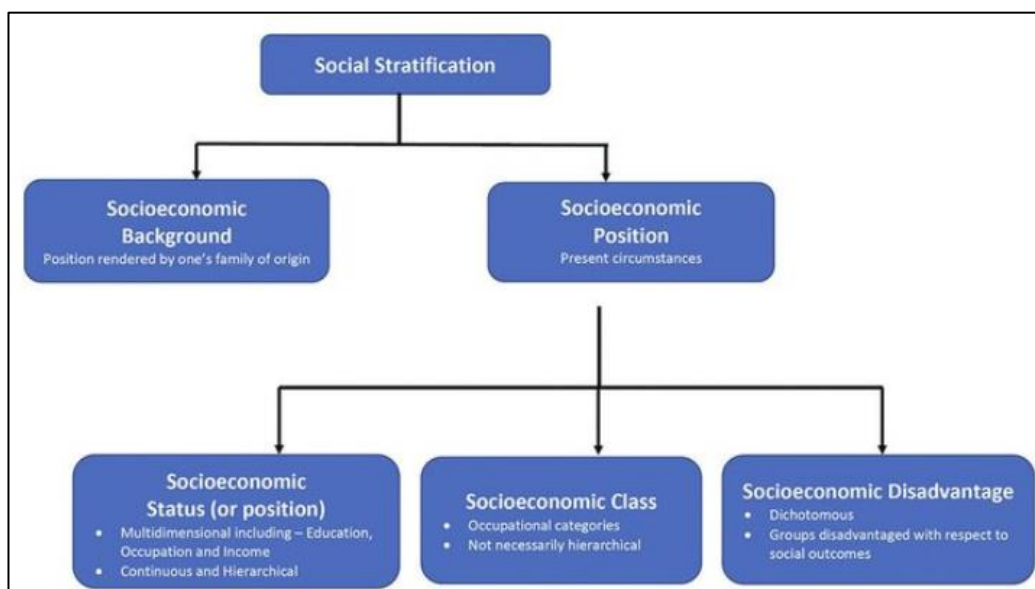 Social Stratification
Socioeconomic
Background
Position rendered by one's family of origin
Socioeconomic
Position
Present circumstances
Socioeconomic
Status (or position)
• Multidimensional including – Education,
Occupation and Income
• Continuous and Hierarchical
Socioeconomic Class
• Occupational categories
• Not necessarily hierarchical
Socioeconomic Disadvantage
• Dichotomous
• Groups disadvantaged with respect to
social outcomes